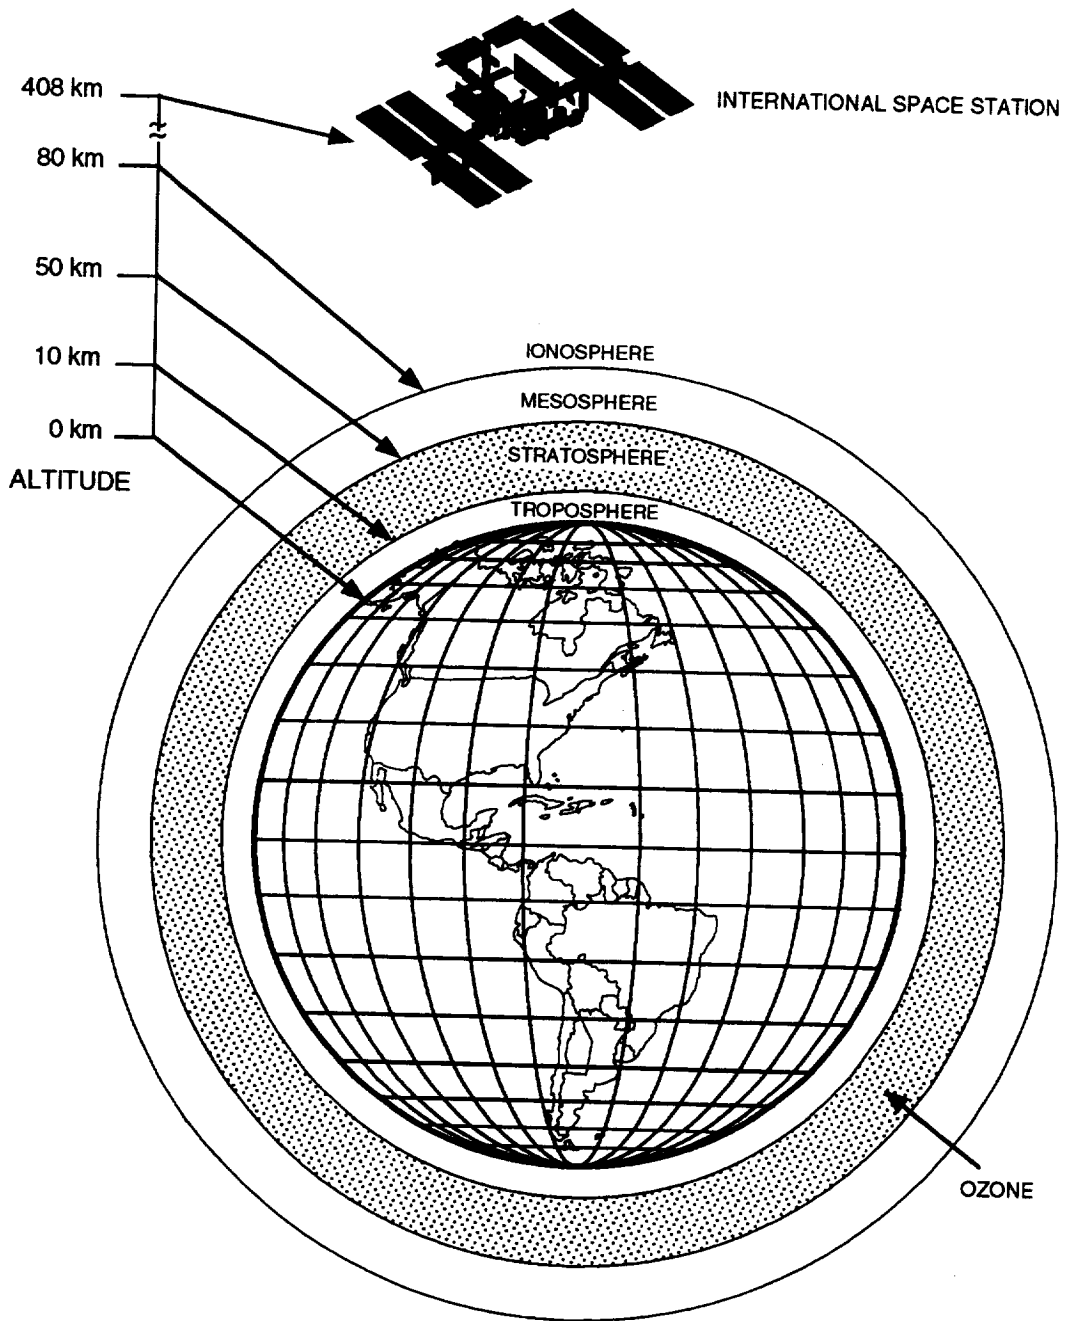 408 km
INTERNATIONAL SPACE STATION
80 km
50 km
10 km
0 km
ALTITUDE
IONOSPHERE
MESOSPHERE
STRATOSPHERE
TROPOSPHERE
OZONE